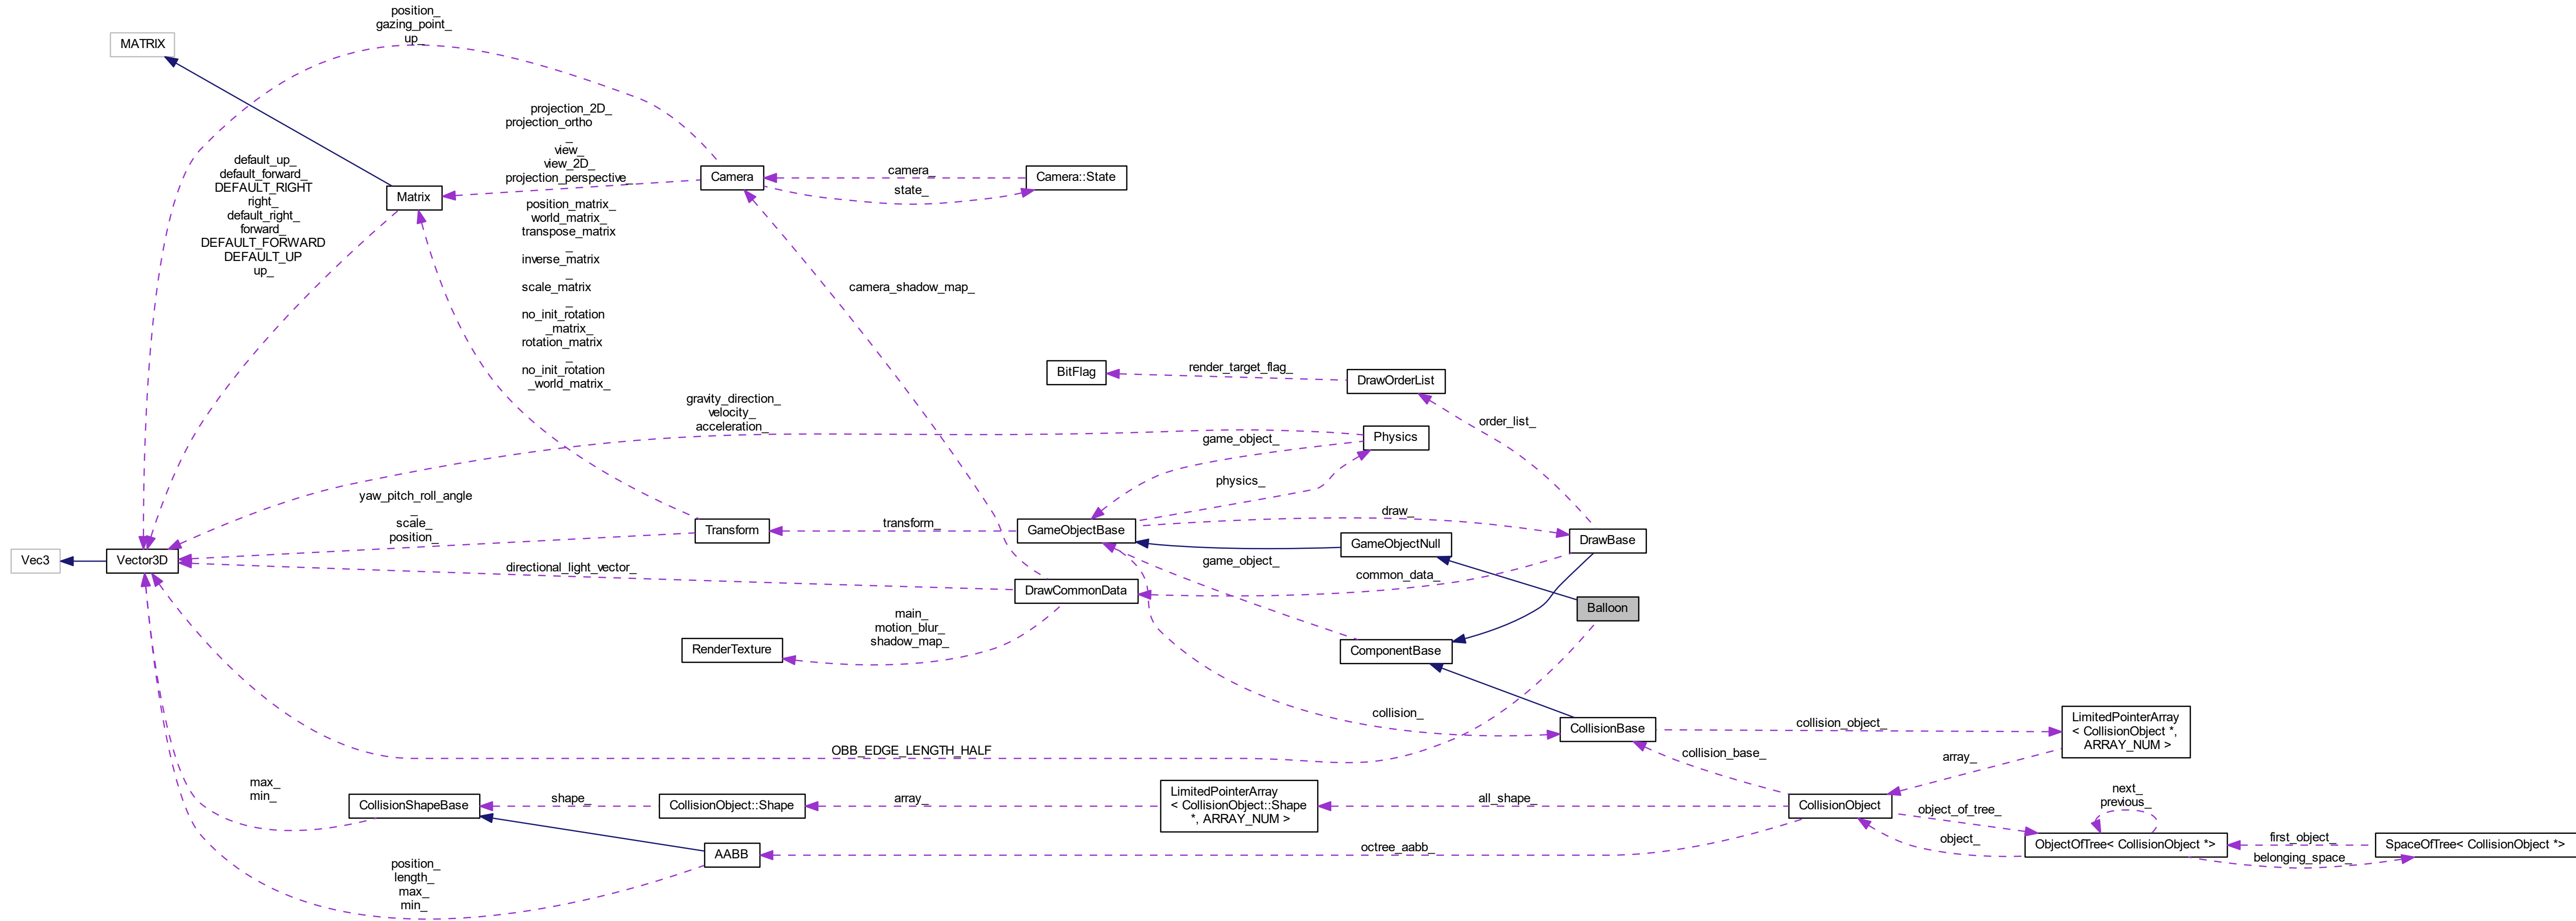 position_
gazing_point_
up_
MATRIX
projection_2D_
projection_ortho
_
view_
view_2D_
projection_perspective_
default_up_
default_forward_
DEFAULT_RIGHT
right_
default_right_
forward_
DEFAULT_FORWARD
DEFAULT_UP
up_
Matrix
Camera
camera_
state_
Camera::State
position_matrix_
world_matrix_
transpose_matrix
_
inverse_matrix
_
scale_matrix
_
no_init_rotation
_matrix_
rotation_matrix
_
no_init_rotation
_world_matrix_
camera_shadow_map_
BitFlag
render_target_flag_
DrawOrderList
gravity_direction_
velocity_
acceleration_
order_list_
game_object_
Physics
physics_
yaw_pitch_roll_angle
_
scale_
position_
Transform
transform_
GameObjectBase
draw_
DrawBase
GameObjectNull
Vec3
Vector3D
directional_light_vector_
DrawCommonData
game_object_
common_data_
Balloon
main_
motion_blur_
shadow_map_
RenderTexture
ComponentBase
collision_
CollisionBase
collision_object_
LimitedPointerArray
< CollisionObject *,
ARRAY_NUM >
OBB_EDGE_LENGTH_HALF
collision_base_
array_
max_
min_
CollisionShapeBase
shape_
CollisionObject::Shape
array_
LimitedPointerArray
< CollisionObject::Shape
*, ARRAY_NUM >
all_shape_
CollisionObject
object_of_tree_
next_
previous_
object_
ObjectOfTree< CollisionObject *>
first_object_
belonging_space_
SpaceOfTree< CollisionObject *>
AABB
octree_aabb_
position_
length_
max_
min_